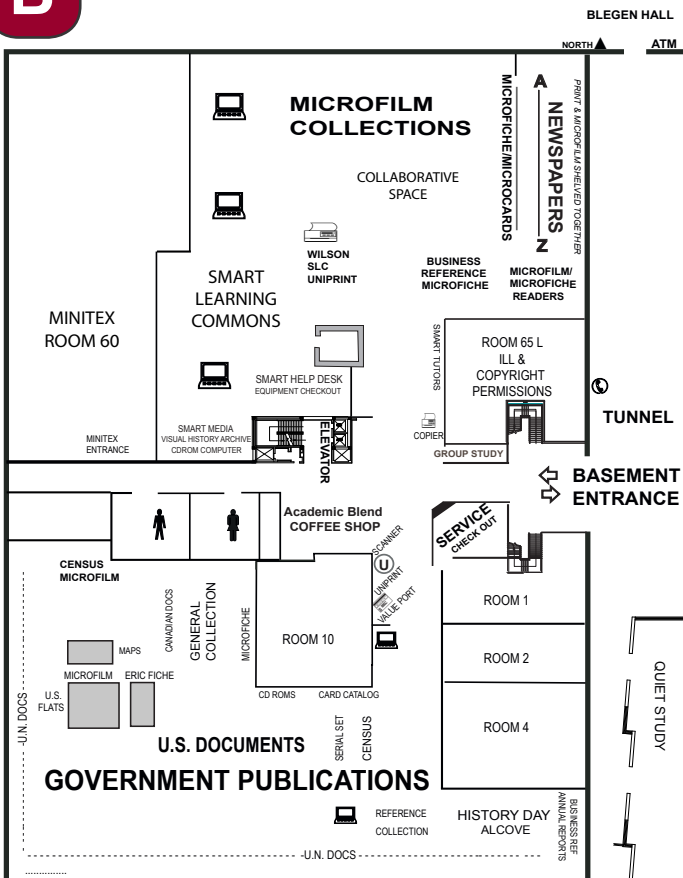 B
BLEGEN HALL
NORTH
ATM
MICROFILM
COLLECTIONS
COLLABORATIVE
SPACE
MICROFICHE/MICROCARDS
A
NEWSPAPERS
Z
PRINT & MICROFILM SHELVED TOGETHER
WILSON
SLC
UNIPRINT
BUSINESS
REFERENCE
MICROFICHE
MICROFILM/
MICROFICHE
READERS
SMART
LEARNING
COMMONS
MINITEX
ROOM 60
SMART TUTORS
ROOM 65 L
ILL &
COPYRIGHT
PERMISSIONS
SMART HELP DESK
EQUIPMENT CHECKOUT
TUNNEL
COPIER
SMART MEDIA
VISUAL HISTORY ARCHIVE
CDROM COMPUTER
ELEVATOR
MINITEX
ENTRANCE
GROUP STUDY
BASEMENT
ENTRANCE
Academic Blend
COFFEE SHOP
SERVICE
CHECK OUT
SCANNER
U
UNIPRINT
VALUE PORT
CENSUS
MICROFILM
CANADIAN DOCS
GENERAL
COLLECTION
MICROFICHE
ROOM 10
ROOM 1
MAPS
ROOM 2
MICROFILM
ERIC FICHE
U.S.
FLATS
U.N. DOCS
CD ROMS
CARD CATALOG
QUIET STUDY
SERIAL SET
CENSUS
ROOM 4
U.S. DOCUMENTS
GOVERNMENT PUBLICATIONS
REFERENCE
COLLECTION
HISTORY DAY
ALCOVE
BUSINESS REF
ANNUAL REPORTS
U.N. DOCS